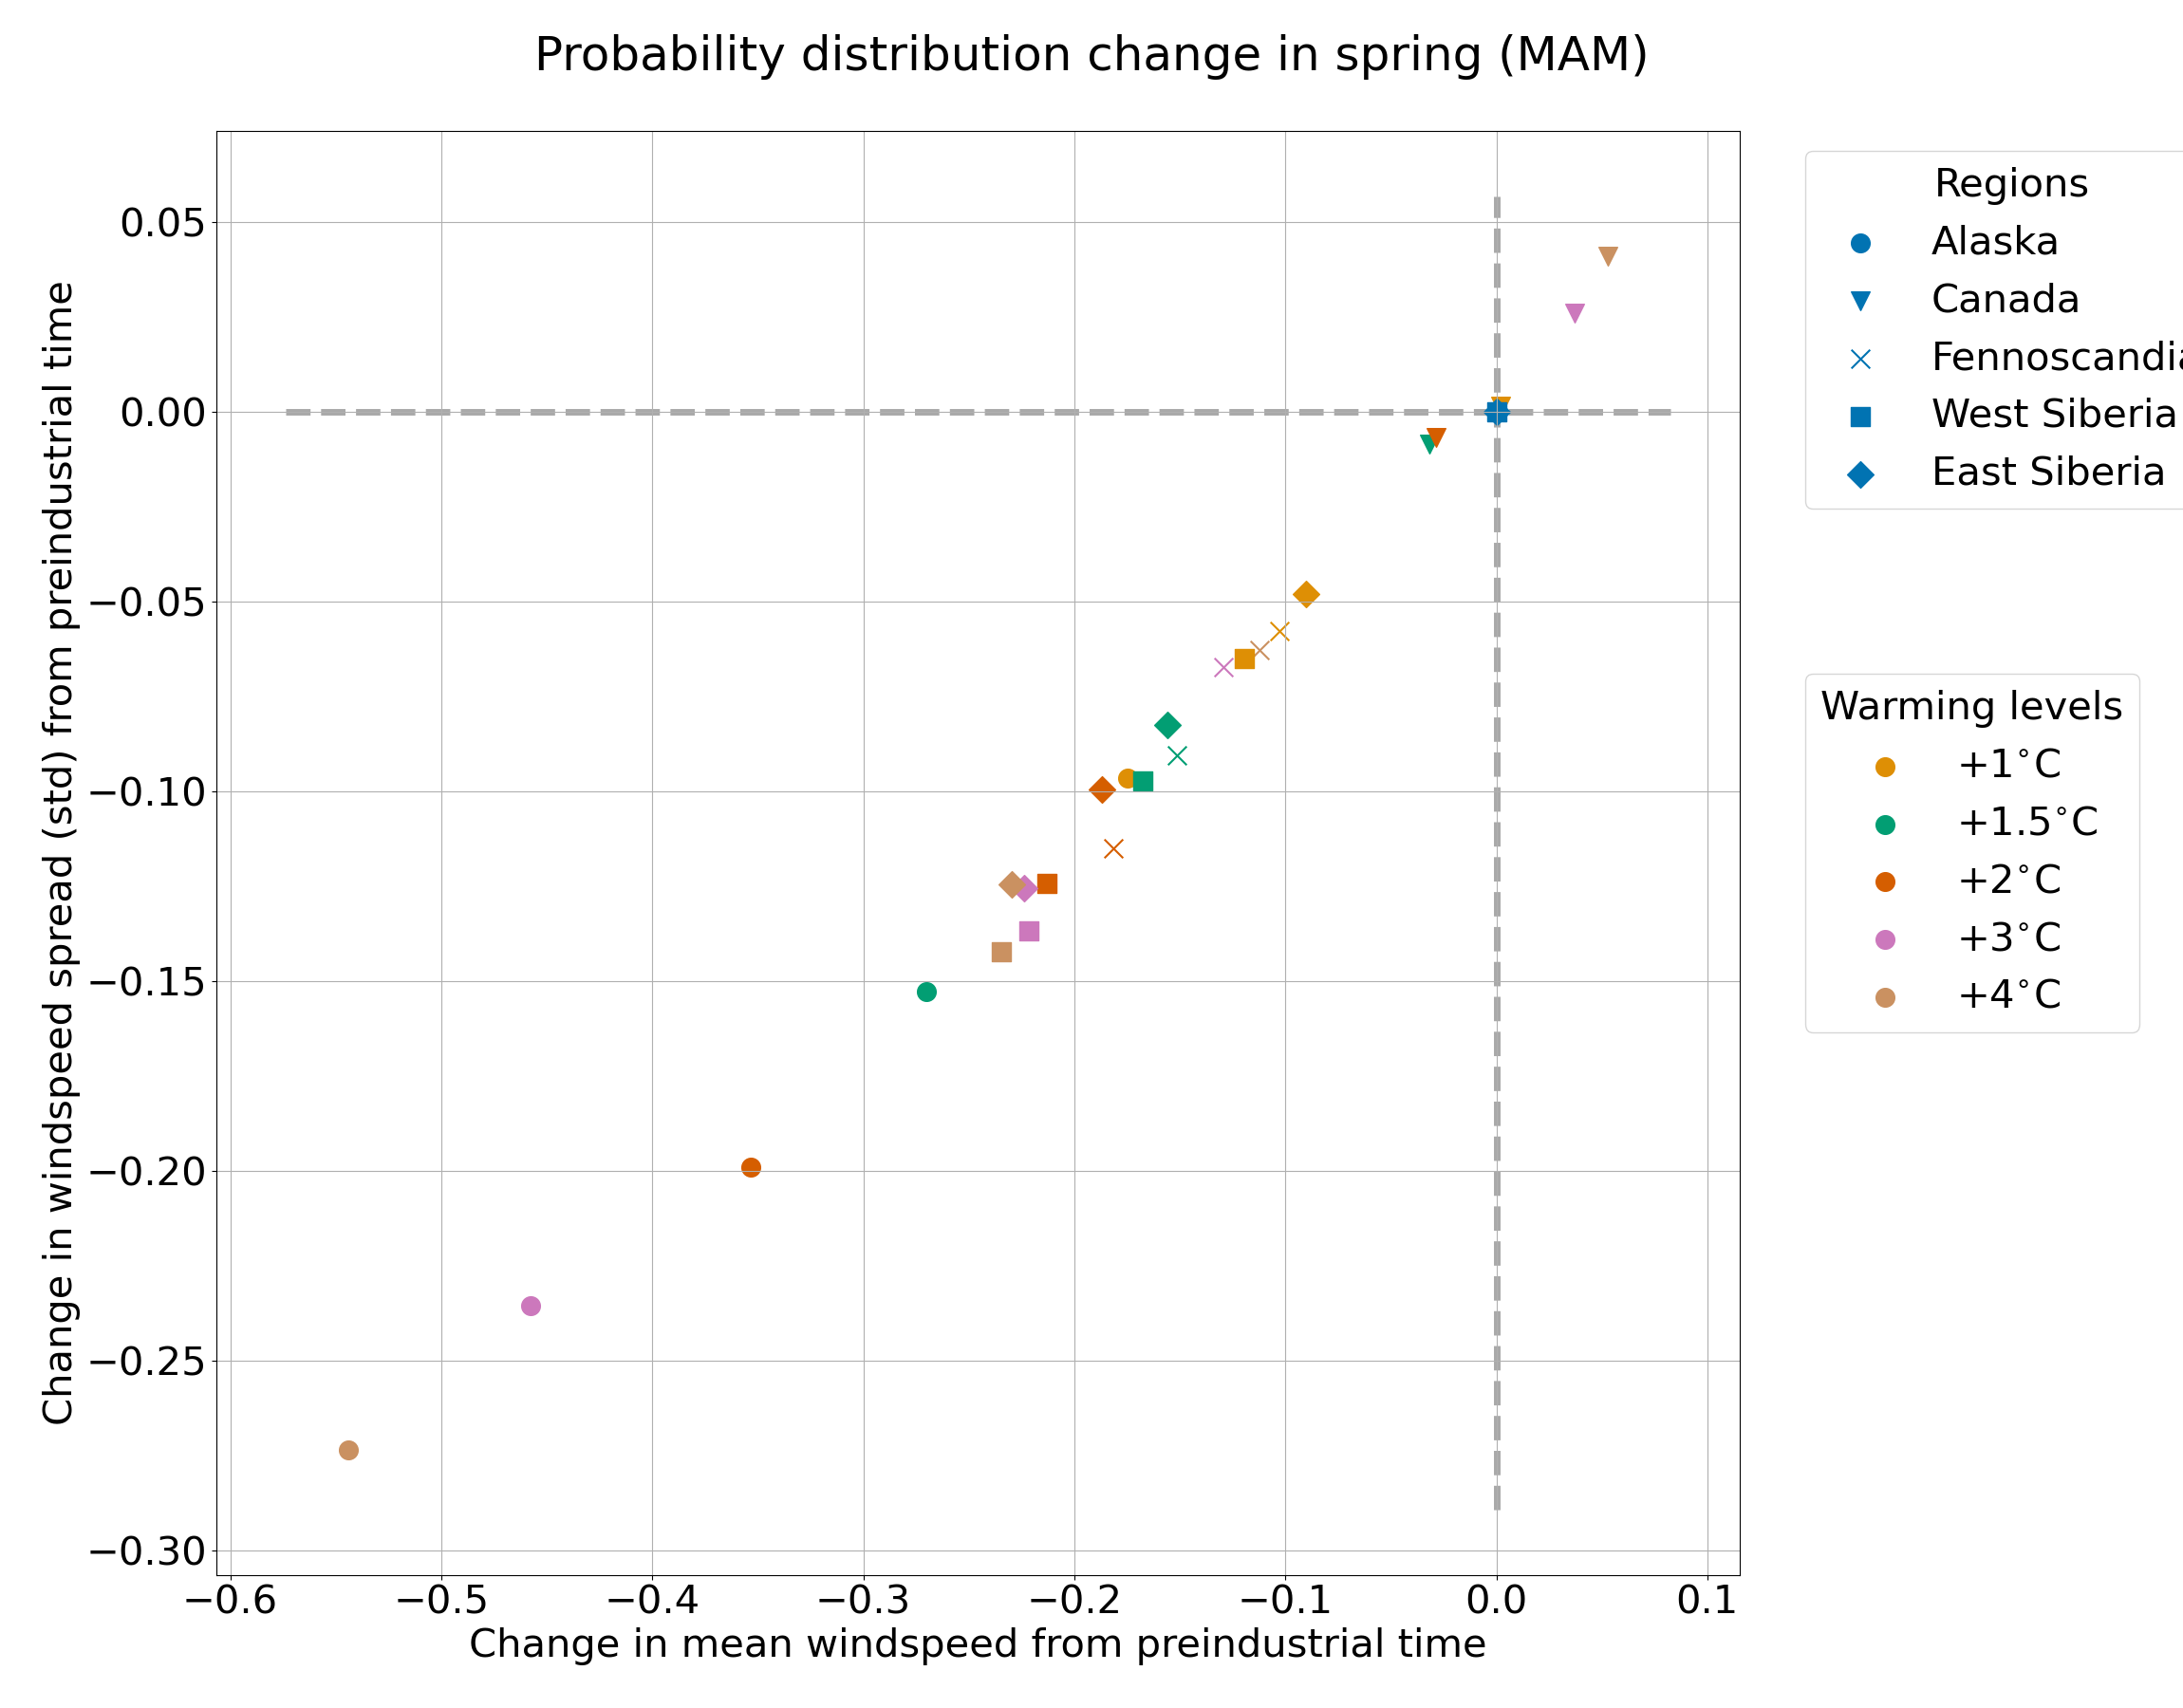 Probability distribution change in spring (MAM)
Change in windspeed spread (std) from preindustrial time
0.05
0.00
−0.05
−0.10
−0.15
−0.20
−0.25
−0.30
−0.6
−0.5
−0.4
−0.3
−0.2
−0.1
0.0
0.1
Change in mean windspeed from preindustrial time
Regions
Alaska
Canada
Fennoscandia
West Siberia
East Siberia
Warming levels
+1°C
+1.5°C
+2°C
+3°C
+4°C